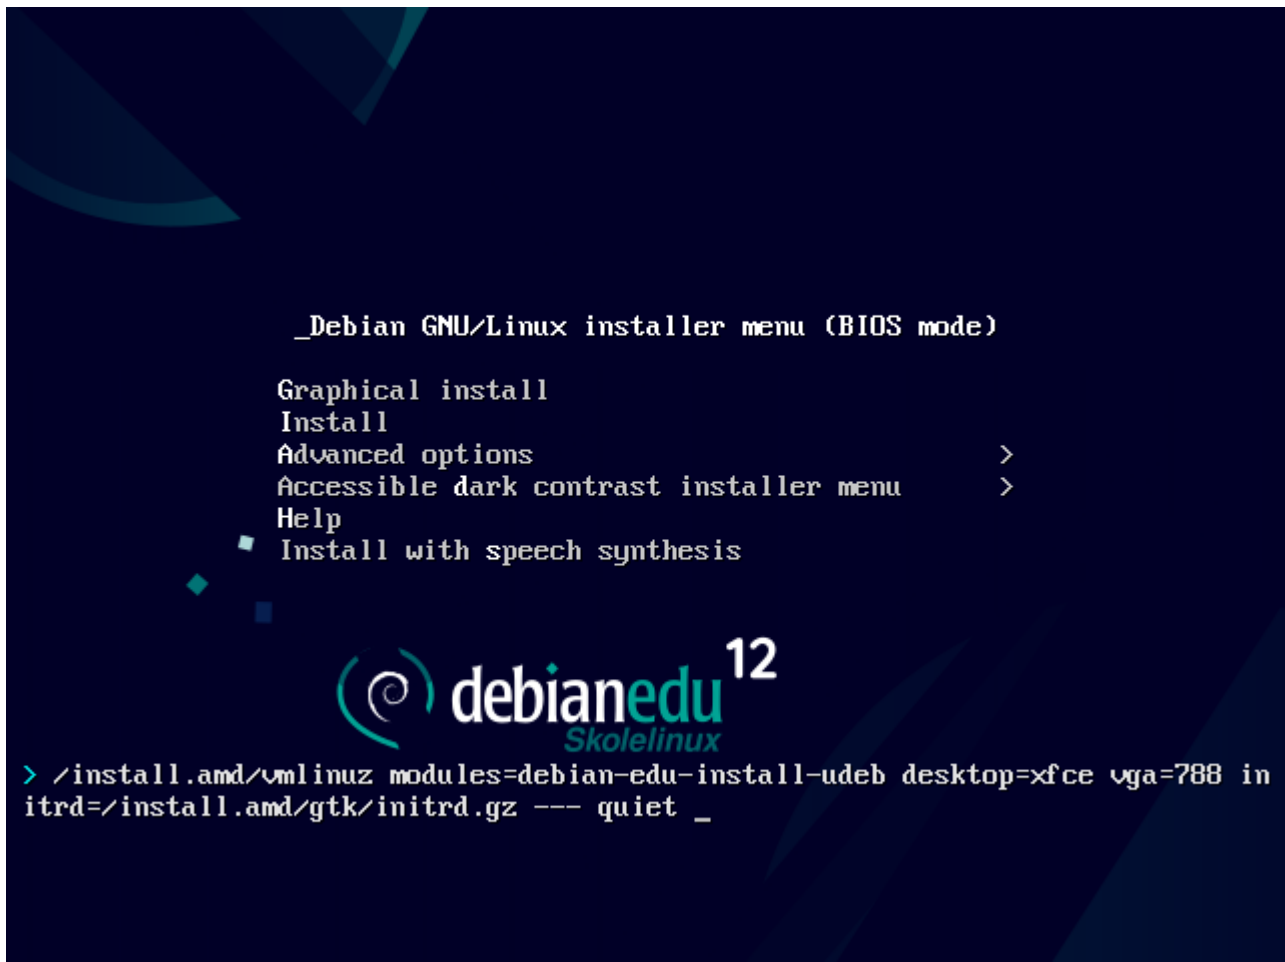 _Debian GNU/Linux installer menu (BIOS mode)
Graphical install
Install
Advanced options >
Accessible dark contrast installer menu >
Help
Install with speech synthesis
debianedu 12
Skolelinux
> /install.amd/vmlinuz modules=debian-edu-install-udeb desktop=xfce vga=788 in
itrd=/install.amd/gtk/initrd.gz --- quiet _